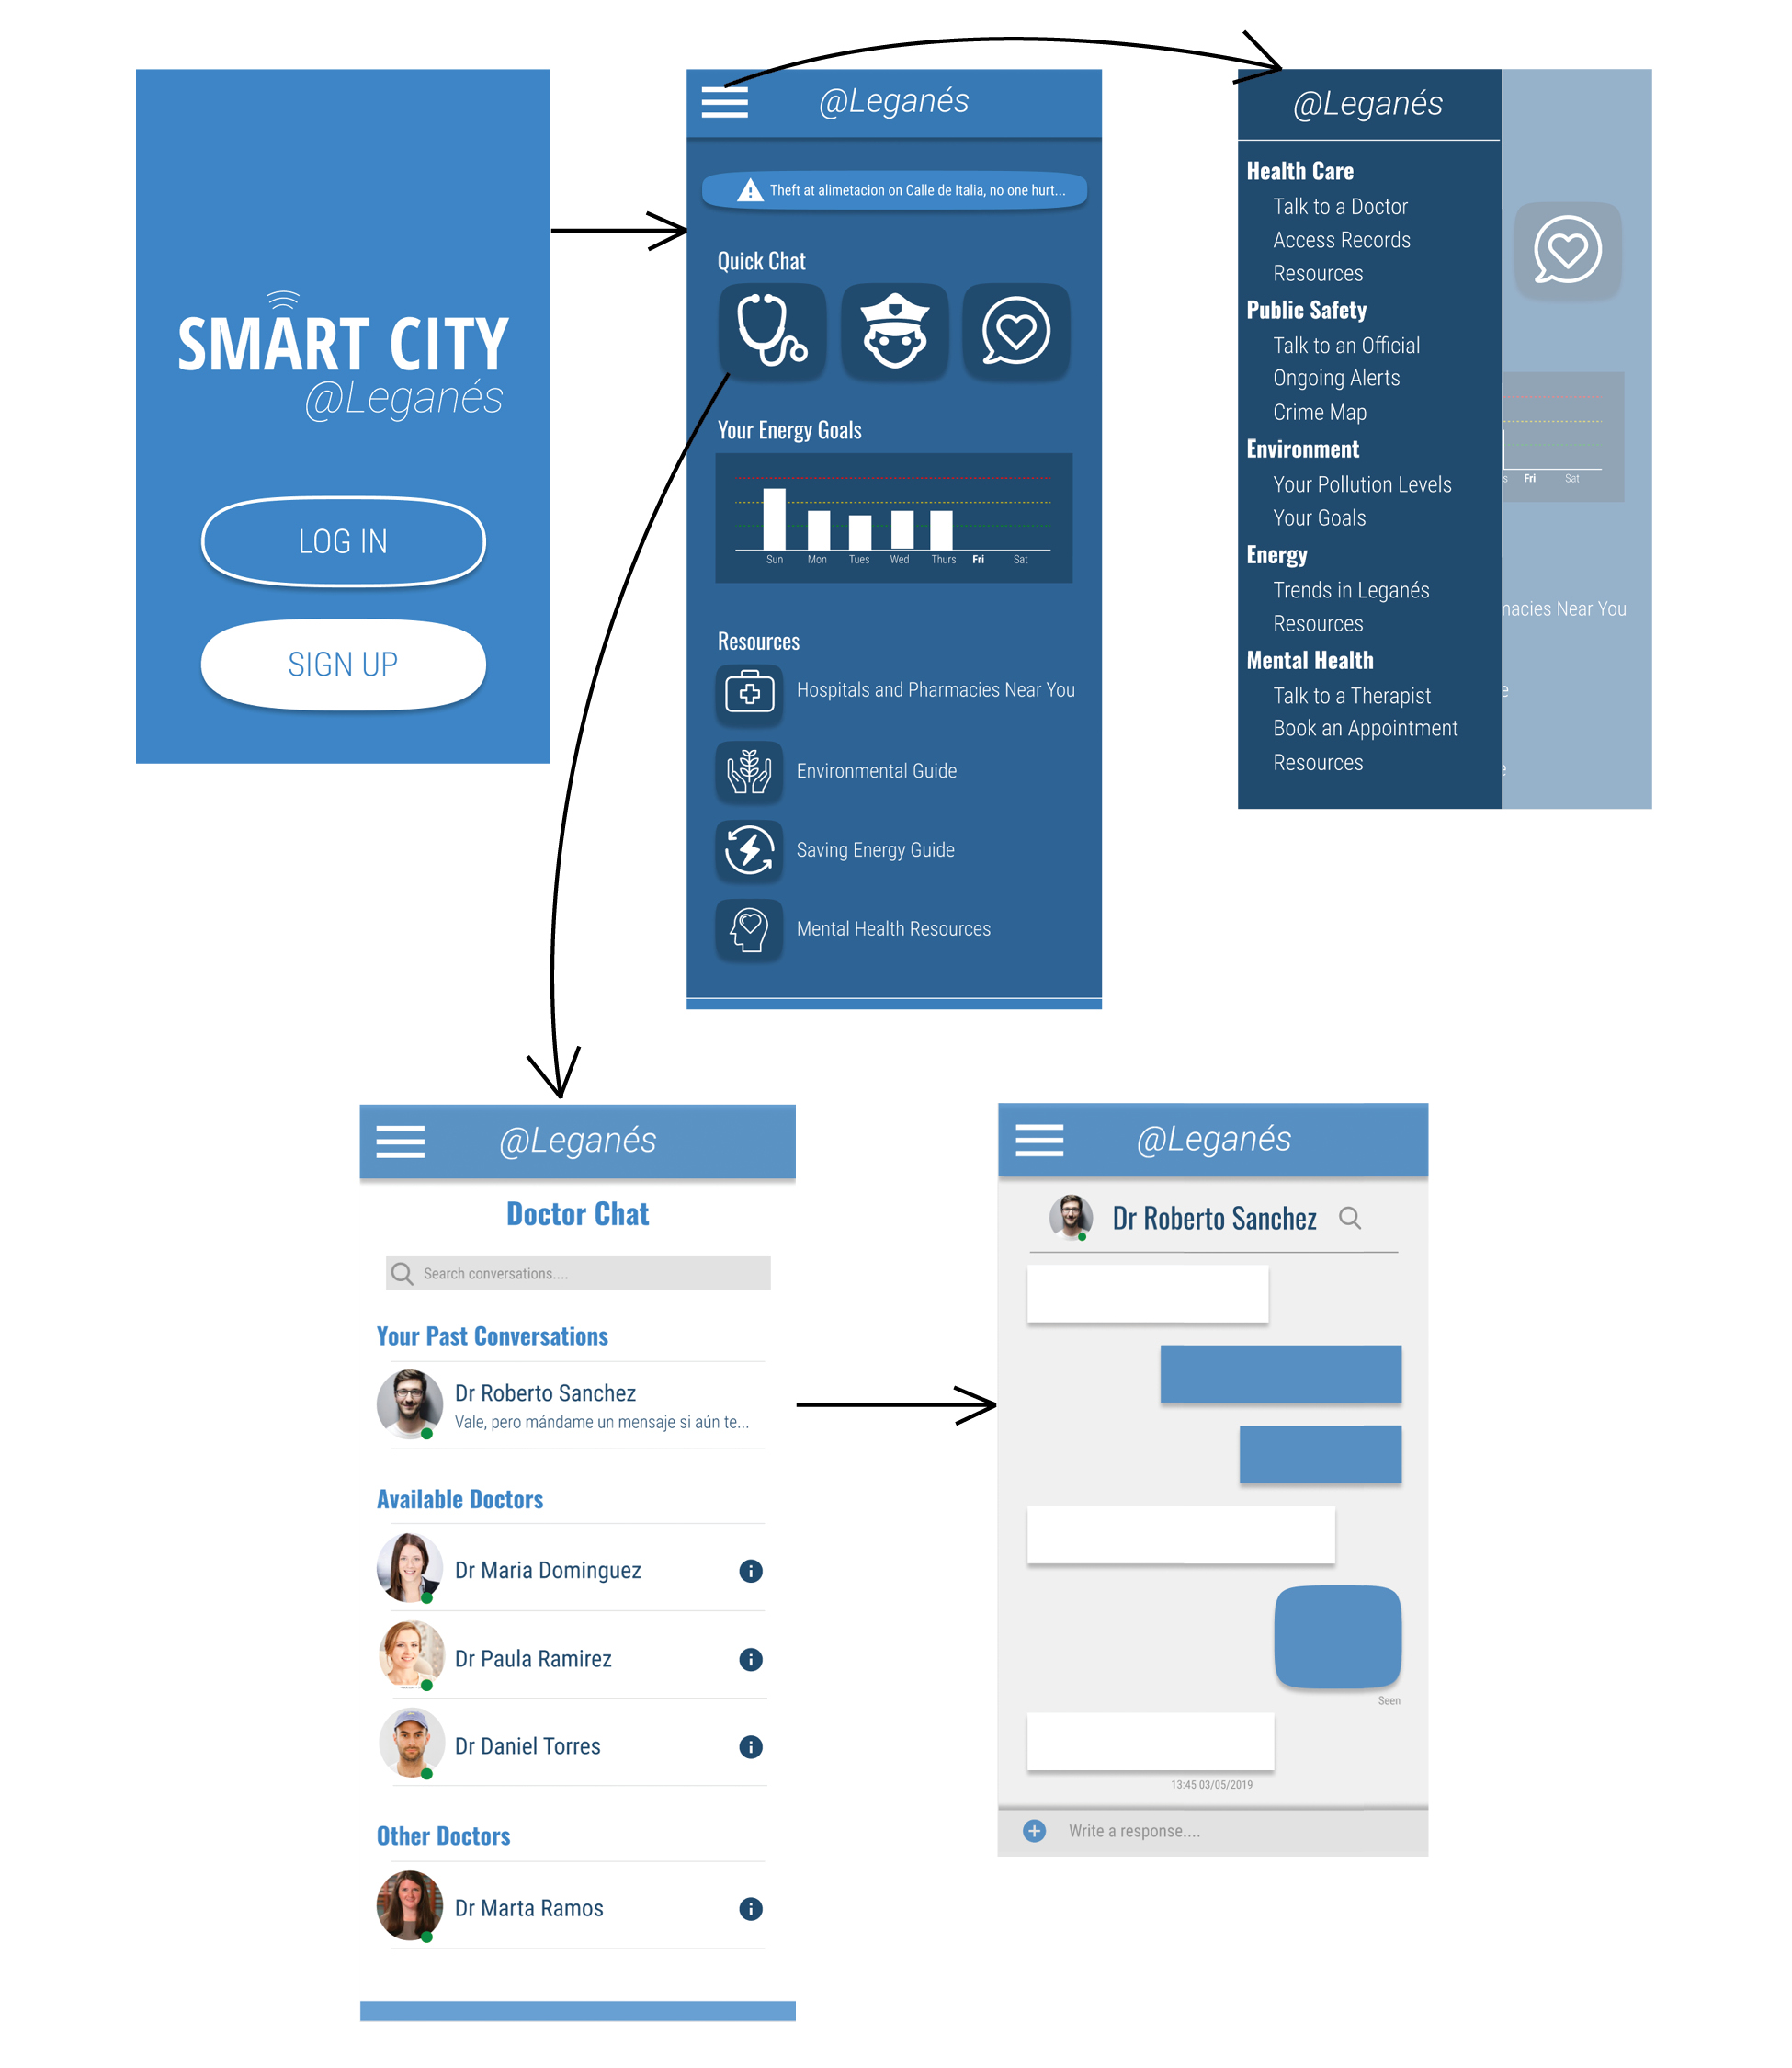 SMART CITY
@Leganés
LOG IN
SIGN UP
@Leganés
Theft at alimetacion on Calle de Italia, no one hurt...
Quick Chat
Your Energy Goals
Sun Mon Tues Wed Thurs Fri Sat
Resources
Hospitals and Pharmacies Near You
Environmental Guide
Saving Energy Guide
Mental Health Resources
@Leganés
Health Care
Talk to a Doctor
Access Records
Resources
Public Safety
Talk to an Official
Ongoing Alerts
Crime Map
Environment
Your Pollution Levels
Your Goals
Energy
Trends in Leganés
Resources
Mental Health
Talk to a Therapist
Book an Appointment
Resources
s Fri Sat
macies Near You
e
e
@Leganés
Doctor Chat
Search conversations....
Your Past Conversations
Dr Roberto Sanchez
Vale, pero mándame un mensaje si aún te...
Available Doctors
Dr Maria Dominguez
Dr Paula Ramirez
Dr Daniel Torres
Other Doctors
Dr Marta Ramos
@Leganés
Dr Roberto Sanchez
Seen
13:45 03/05/2019
Write a response....